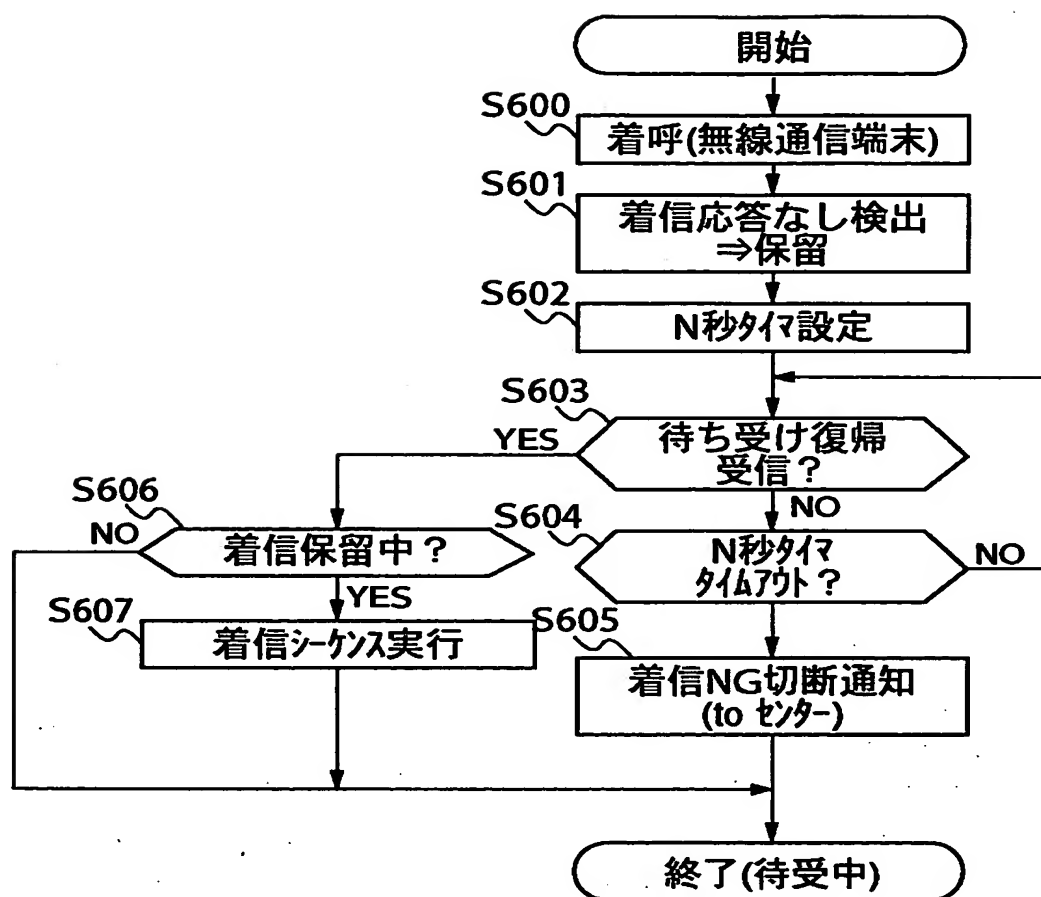 開始
S600
着呼(無線通信端末)
S601
着信応答なし検出
⇒保留
S602
N秒ﾀｲﾏ設定
S603
待ち受け復帰
受信？
YES
NO
S606
NO
着信保留中？
YES
S604
N秒ﾀｲﾏ
ﾀｲﾑｱｳﾄ？
NO
S607
着信ｼｰｹﾝｽ実行
S605
着信NG切断通知
(to ｾﾝﾀｰ)
終了(待受中)